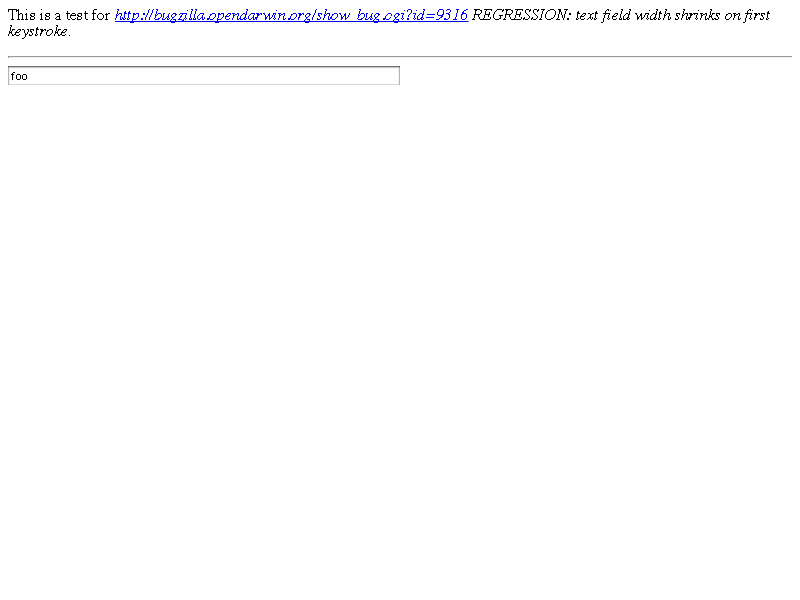 This is a test for http://bugzilla.opendarwin.org/show_bug.cgi?id=9316 REGRESSION: text field width shrinks on first
keystroke.
foo